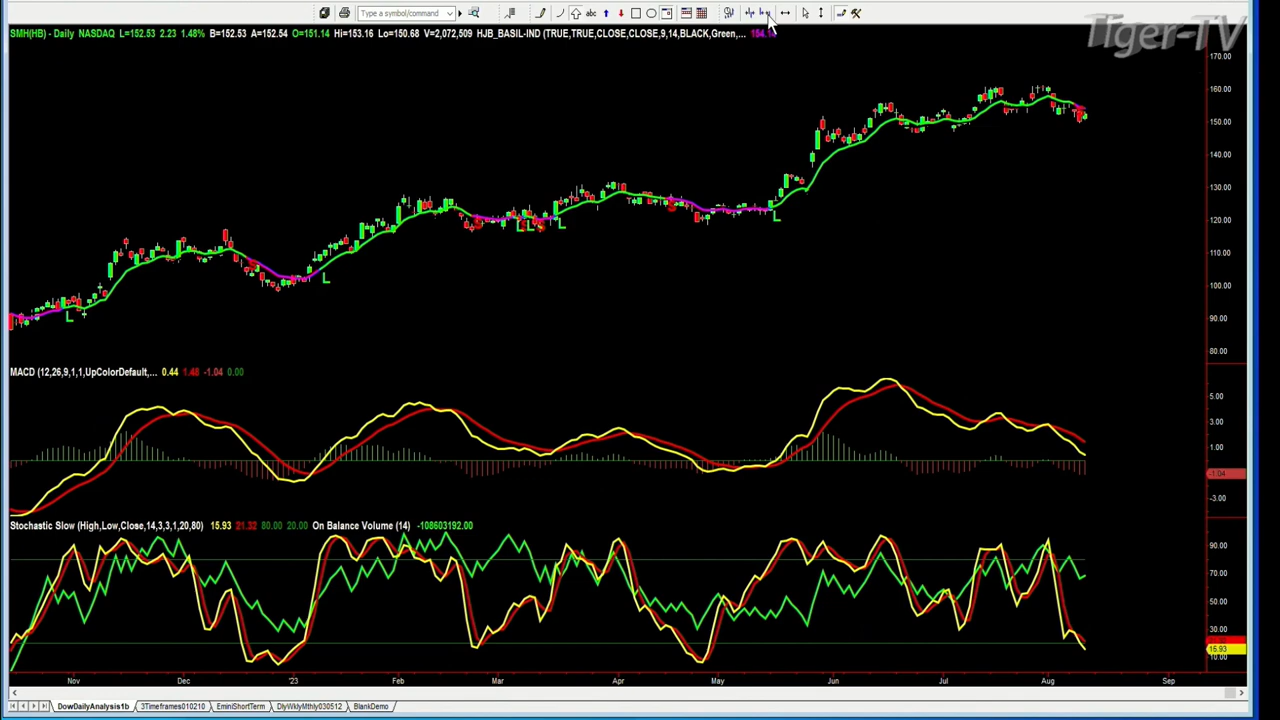 Type a symbol/command
abc
Tiger-TV
SMH(HB) - Daily NASDAQ L=152.53 2.23 1.48% B=152.53 A=152.54 O=151.14 Hi=153.16 Lo=150.68 V=2,072,509 HJB_BASIL-IND (TRUE,TRUE,CLOSE,CLOSE,9,14,BLACK,Green,...
170.00
160.00
150.00
140.00
130.00
120.00
110.00
100.00
90.00
80.00
L
L
L
L
L
L
MACD (12,26,9,1,1,UpColorDefault,... 0.44 1.48 -1.04 0.00
5.00
3.00
1.00
-1.04
-3.00
Stochastic Slow (High,Low,Close,14,3,3,1,20,80) 15.93 21.32 80.00 20.00 On Balance Volume (14) -108603192.00
90.00
70.00
50.00
30.00
15.93
10.00
Nov Dec '23 Feb Mar Apr May Jun Jul Aug Sep
DowDailyAnalysis1b 3Timeframes010210 EminiShortTerm DlyWklyMthly030512 BlankDemo